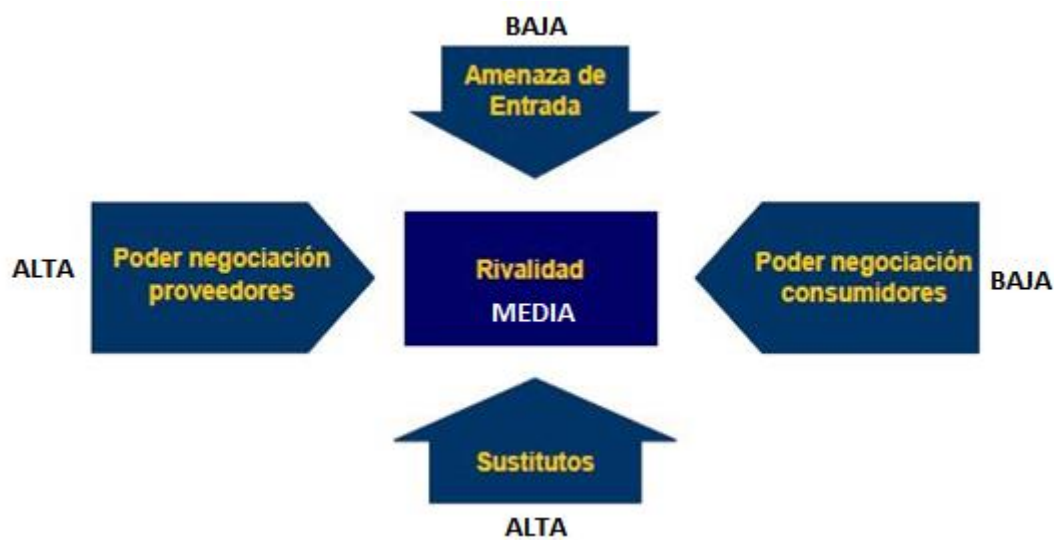 BAJA
Amenaza de
Entrada
ALTA
Poder negociación
proveedores
Rivalidad
MEDIA
Poder negociación
consumidores
BAJA
Sustitutos
ALTA